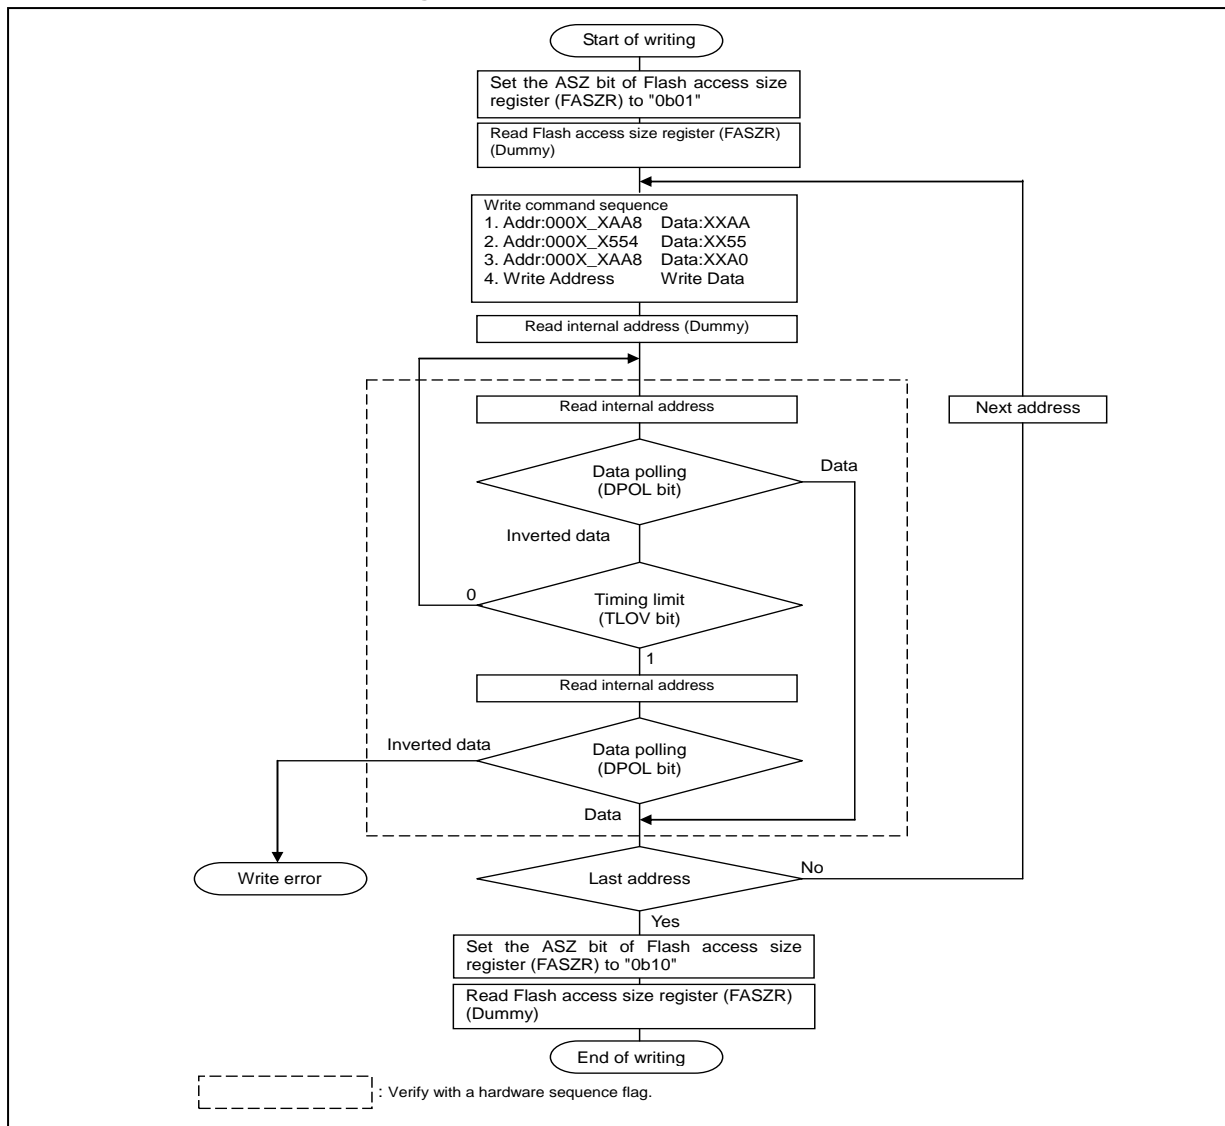 Start of writing
Set the ASZ bit of Flash access size
register (FASZR) to "0b01"
Read Flash access size register (FASZR)
(Dummy)
Write command sequence
1. Addr:000X_XAA8 Data:XXAA
2. Addr:000X_X554 Data:XX55
3. Addr:000X_XAA8 Data:XXA0
4. Write Address Write Data
Read internal address (Dummy)
Read internal address
Next address
Data polling
(DPOL bit)
Data
Inverted data
Timing limit
(TLOV bit)
0
1
Read internal address
Inverted data
Data polling
(DPOL bit)
Data
Write error
Last address
No
Yes
Set the ASZ bit of Flash access size
register (FASZR) to "0b10"
Read Flash access size register (FASZR)
(Dummy)
End of writing
: Verify with a hardware sequence flag.